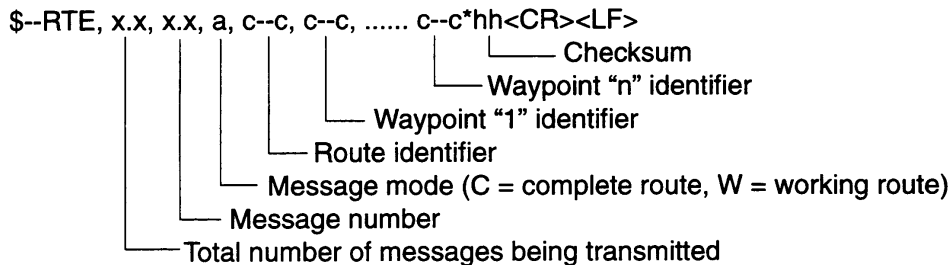 $--RTE, x.x, x.x, a, c--c, c--c, ...... c--c*hh<CR><LF>
Checksum
Waypoint “n” identifier
Waypoint “1” identifier
Route identifier
Message mode (C = complete route, W = working route)
Message number
Total number of messages being transmitted